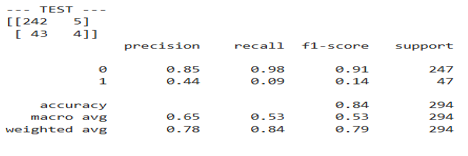 --- TEST ---
[[242 5]
[ 43 4]]
precision recall f1-score support
0 0.85 0.98 0.91 247
1 0.44 0.09 0.14 47
accuracy 0.84 294
macro avg 0.65 0.53 0.53 294
weighted avg 0.78 0.84 0.79 294